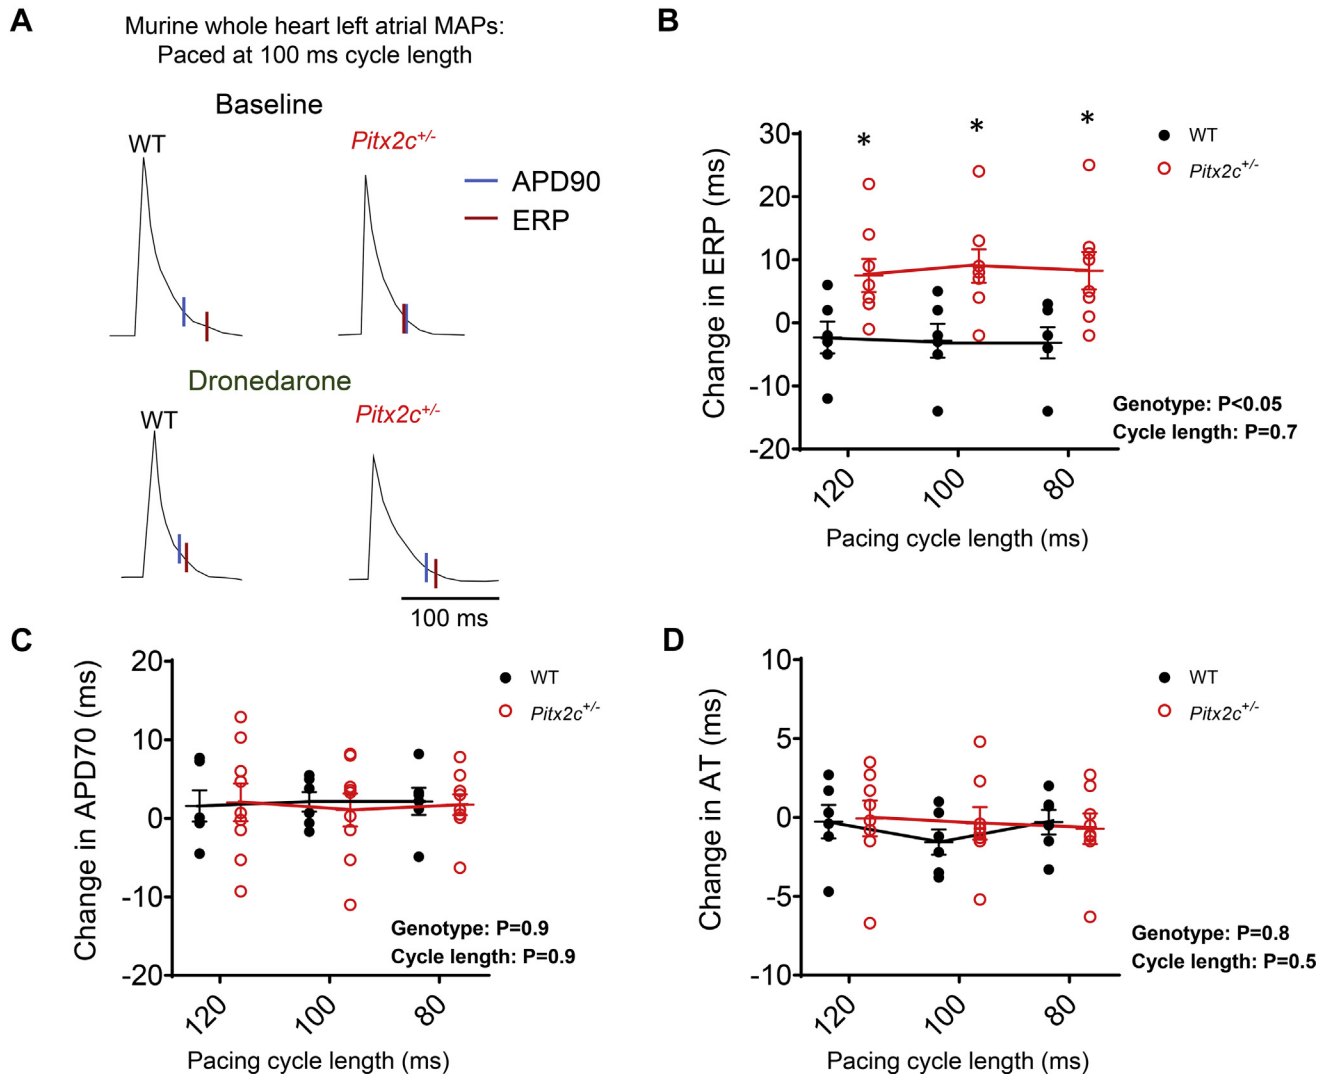 A
Murine whole heart left atrial MAPs:
Paced at 100 ms cycle length
Baseline
WT
Pitx2c+/-
APD90
ERP
Dronedarone
WT
Pitx2c+/-
100 ms
B
Change in ERP (ms)
30
20
10
0
-10
-20
*
*
*
WT
Pitx2c+/-
Genotype: P<0.05
Cycle length: P=0.7
120
100
80
Pacing cycle length (ms)
C
Change in APD70 (ms)
20
10
0
-10
-20
WT
Pitx2c+/-
Genotype: P=0.9
Cycle length: P=0.9
120
100
80
Pacing cycle length (ms)
D
Change in AT (ms)
10
5
0
-5
-10
WT
Pitx2c+/-
Genotype: P=0.8
Cycle length: P=0.5
120
100
80
Pacing cycle length (ms)